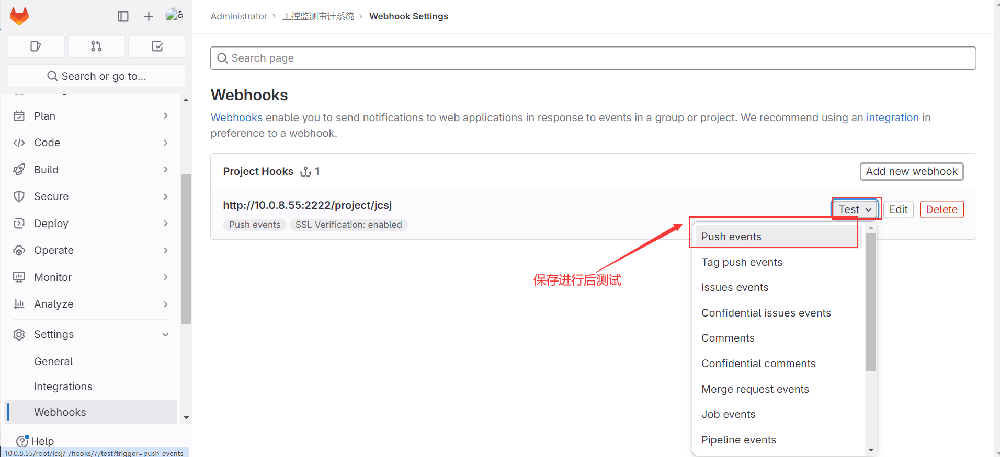 a
Administrator
工控监测审计系统
Webhook Settings
Search or go to...
Plan
Code
Build
Secure
Deploy
Operate
Monitor
Analyze
Settings
General
Integrations
Webhooks
Help
10.0.8.55/root/jcsj/-/hooks/7/test?trigger=push_events
Search page
Webhooks
Webhooks enable you to send notifications to web applications in response to events in a group or project. We recommend using an integration in
preference to a webhook.
Project Hooks 1
Add new webhook
http://10.0.8.55:2222/project/jcsj
Push events
SSL Verification: enabled
Test
Edit
Delete
保存进行后测试
Push events
Tag push events
Issues events
Confidential issues events
Comments
Confidential comments
Merge request events
Job events
Pipeline events